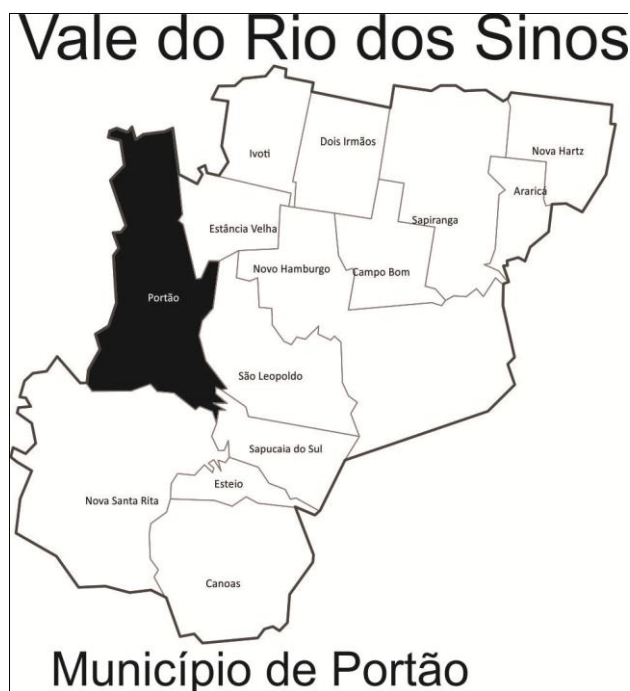 Vale do Rio dos Sinos
Dois Irmãos
Ivoti
Nova Hartz
Araricá
Sapiranga
Estância Velha
Novo Hamburgo
Campo Bom
Portão
São Leopoldo
Sapucaia do Sul
Esteio
Nova Santa Rita
Canoas
Município de Portão